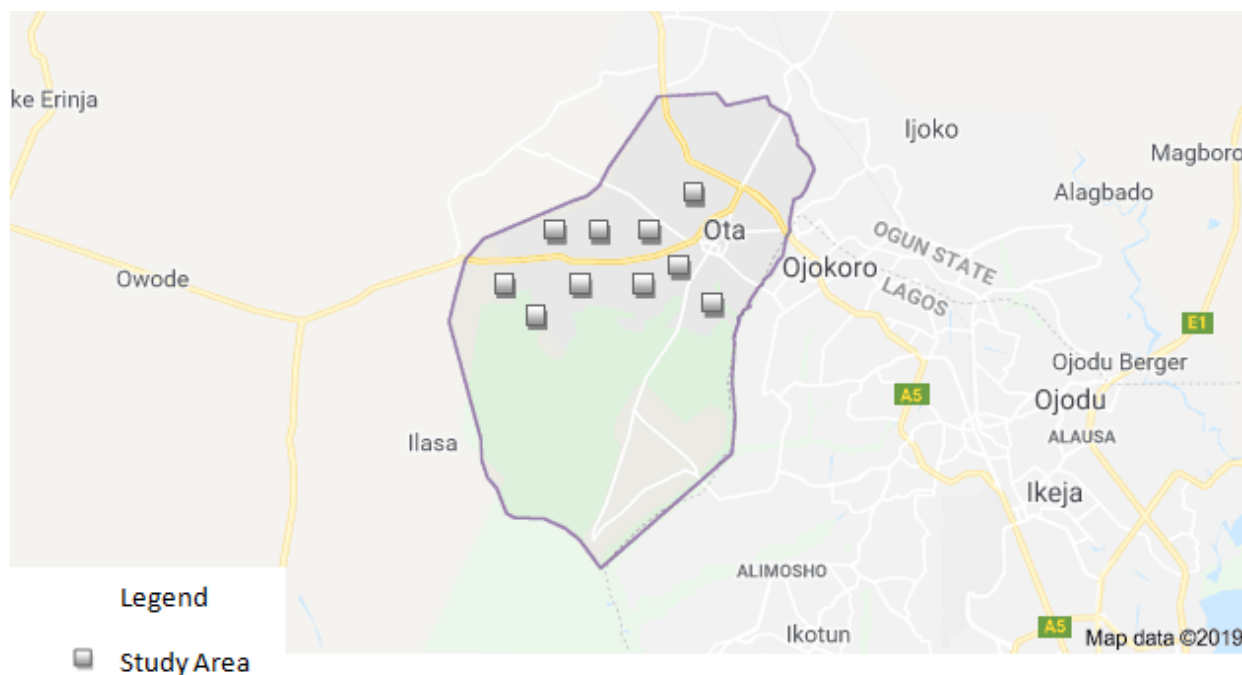 ke Erinja
Ijoko
Magboro
Alagbado
Ota
OGUN STATE
Ojokoro
Owode
LAGOS
E1
Ojodu Berger
A5
Ojodu
ALAUSA
Ilasa
Ikeja
ALIMOSHO
Legend
A5
Ikotun
Map data ©2019
Study Area